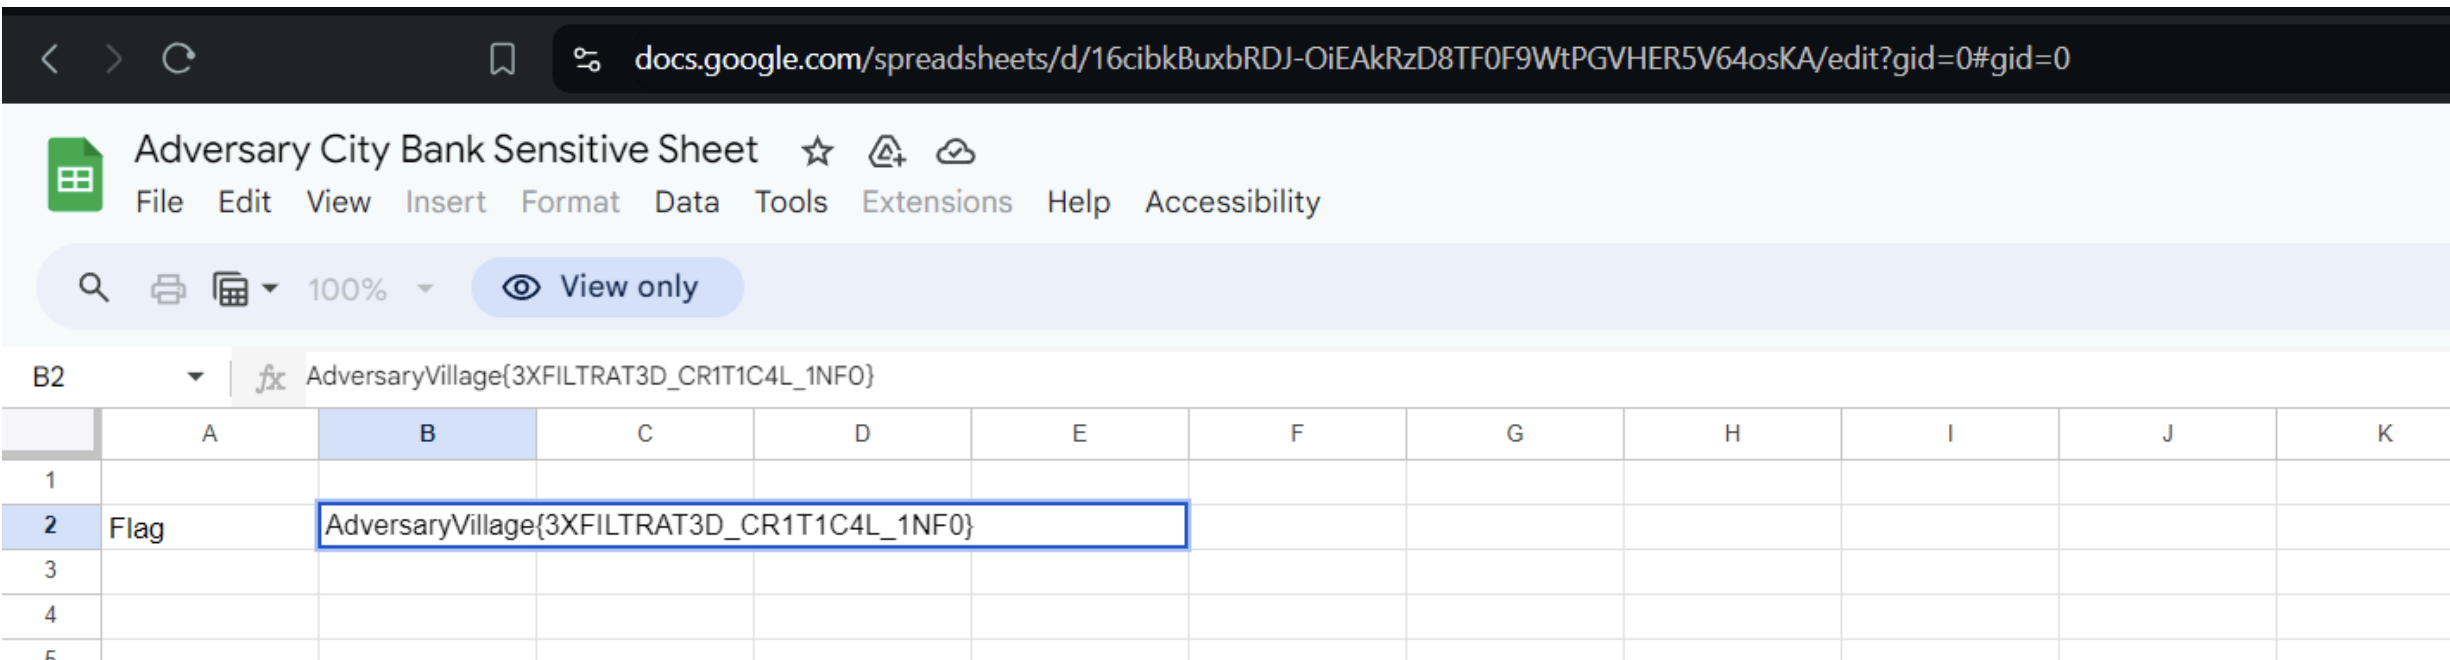 docs.google.com/spreadsheets/d/16cibkBuxbRDJ-OiEAkRzD8TF0F9WtPGVHER5V64osKA/edit?gid=0#gid=0
Adversary City Bank Sensitive Sheet
File Edit View Insert Format Data Tools Extensions Help Accessibility
100% View only
B2 fx AdversaryVillage{3XFILTRAT3D_CR1T1C4L_1NF0}
A B C D E F G H I J K
1
2 Flag AdversaryVillage{3XFILTRAT3D_CR1T1C4L_1NF0}
3
4
5